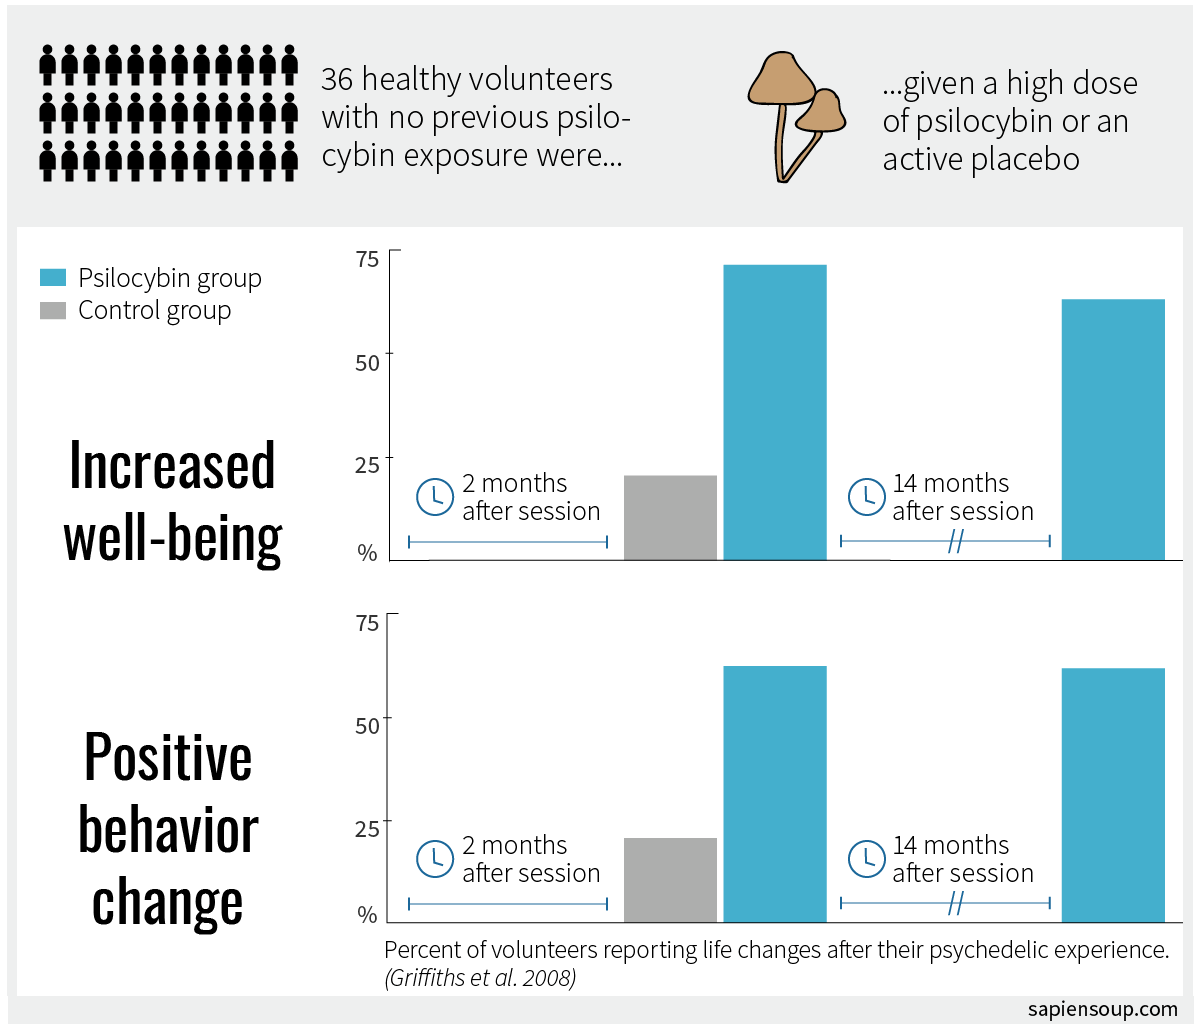 36 healthy volunteers
with no previous psilo-
cybin exposure were...
...given a high dose
of psilocybin or an
active placebo
Psilocybin group
Control group
Increased
well-being
75
50
25
%
2 months
after session
14 months
after session
Positive
behavior
change
75
50
25
%
2 months
after session
14 months
after session
Percent of volunteers reporting life changes after their psychedelic experience.
(Griffiths et al. 2008)
sapiensoup.com